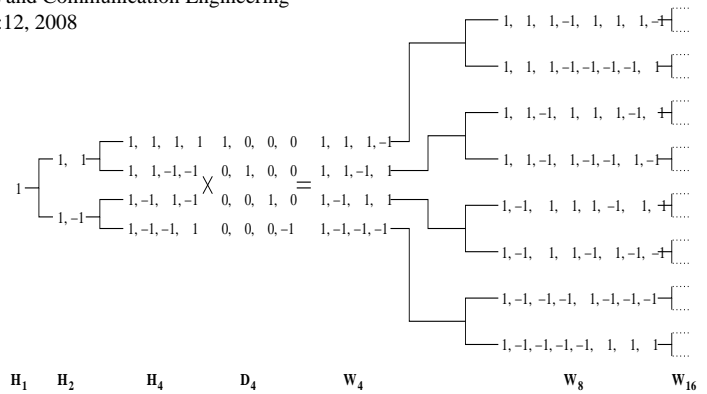 and Communication Engineering
:12, 2008
1, 1, 1,–1, 1, 1, 1,–1
1, 1, 1,–1,–1,–1,–1, 1
1, 1,–1, 1, 1, 1,–1, 1
1, 1, 1, 1 1, 0, 0, 0 1, 1, 1,–1
1, 1 1, 1,–1,–1 0, 1, 0, 0 1, 1,–1, 1 1, 1,–1, 1,–1,–1, 1,–1
1 × =
1,–1, 1,–1 0, 0, 1, 0 1,–1, 1, 1 1,–1, 1, 1, 1,–1, 1, 1
1,–1 1,–1,–1, 1 0, 0, 0,–1 1,–1,–1,–1
1,–1, 1, 1,–1, 1,–1,–1
1,–1,–1,–1, 1,–1,–1,–1
1,–1,–1,–1,–1, 1, 1, 1
H1 H2 H4 D4 W4 W8 W16